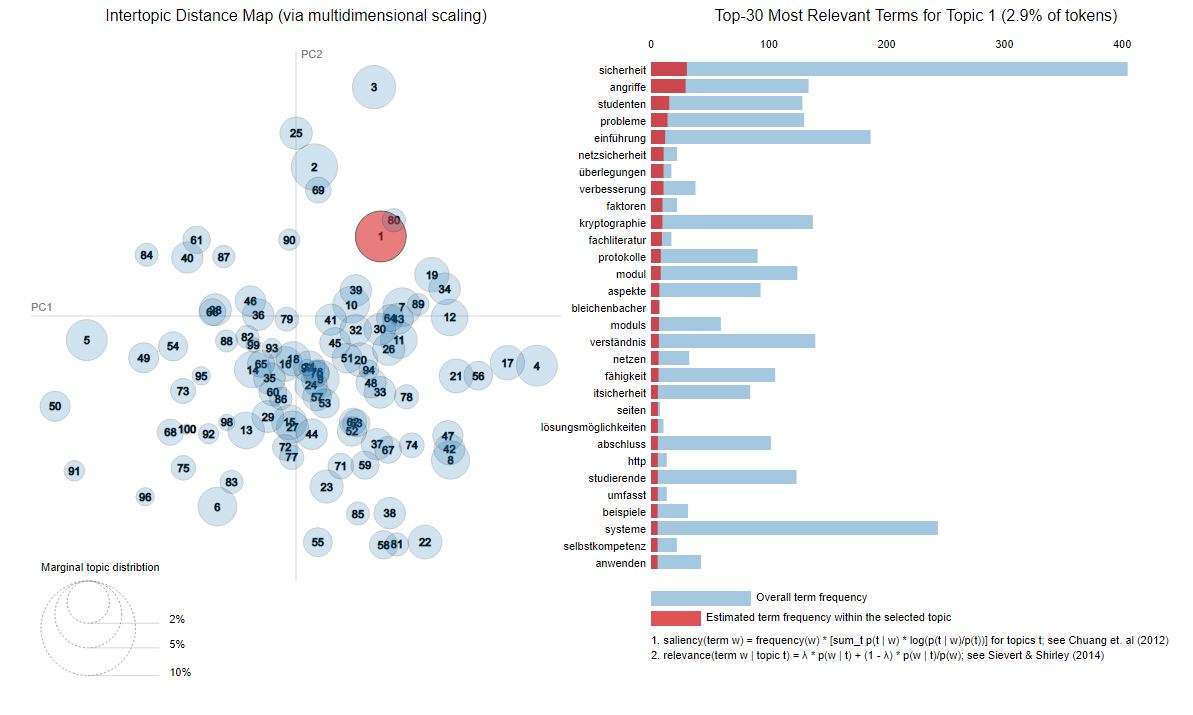 Intertopic Distance Map (via multidimensional scaling)
PC2
PC1
3
25
2
69
80
1
90
61
84
40
87
19
34
39
10
7
89
12
46
36
79
41
32
30
64
43
11
26
5
54
49
88
82
99
93
45
51
20
18
16
65
14
35
94
48
33
78
21
56
17
4
24
57
53
60
86
95
73
50
29
15
27
44
13
98
92
100
68
52
37
67
74
47
42
8
72
77
71
59
75
91
83
96
6
23
85
38
55
58
81
22
Marginal topic distribtion
2%
5%
10%
Top-30 Most Relevant Terms for Topic 1 (2.9% of tokens)
0 100 200 300 400
sicherheit
angriffe
studenten
probleme
einführung
netzsicherheit
überlegungen
verbesserung
faktoren
kryptographie
fachliteratur
protokolle
modul
aspekte
bleichenbacher
moduls
verständnis
netzen
fähigkeit
itsicherheit
seiten
lösungsmöglichkeiten
abschluss
http
studierende
umfasst
beispiele
systeme
selbstkompetenz
anwenden
Overall term frequency
Estimated term frequency within the selected topic
1. saliency(term w) = frequency(w) * [sum_t p(t | w) * log(p(t | w)/p(t))] for topics t; see Chuang et. al (2012)
2. relevance(term w | topic t) = λ * p(w | t) + (1 - λ) * p(w | t)/p(w); see Sievert & Shirley (2014)